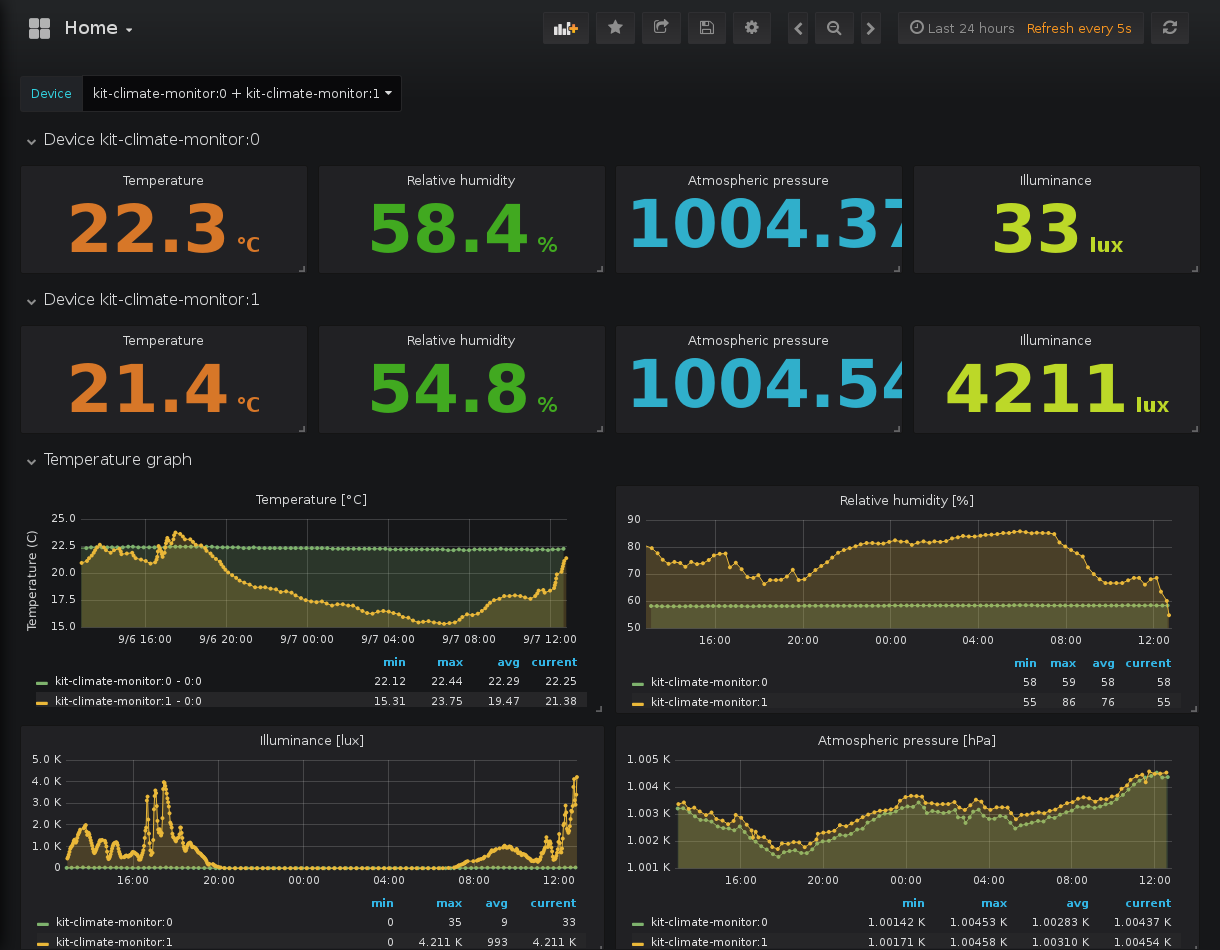 Home
Last 24 hours Refresh every 5s
Device kit-climate-monitor:0 + kit-climate-monitor:1
Device kit-climate-monitor:0
Temperature Relative humidity Atmospheric pressure Illuminance
22.3 °C 58.4 % 1004.37 33 lux
Device kit-climate-monitor:1
Temperature Relative humidity Atmospheric pressure Illuminance
21.4 °C 54.8 % 1004.54 4211 lux
Temperature graph
Temperature [°C]
Temperature (C)
25.0
22.5
20.0
17.5
15.0
9/6 16:00 9/6 20:00 9/7 00:00 9/7 04:00 9/7 08:00 9/7 12:00
min max avg current
kit-climate-monitor:0 - 0:0 22.12 22.44 22.29 22.25
kit-climate-monitor:1 - 0:0 15.31 23.75 19.47 21.38
Relative humidity [%]
90
80
70
60
50
16:00 20:00 00:00 04:00 08:00 12:00
min max avg current
kit-climate-monitor:0 58 59 58 58
kit-climate-monitor:1 55 86 76 55
Illuminance [lux]
5.0 K
4.0 K
3.0 K
2.0 K
1.0 K
0
16:00 20:00 00:00 04:00 08:00 12:00
min max avg current
kit-climate-monitor:0 0 35 9 33
kit-climate-monitor:1 0 4.211 K 993 4.211 K
Atmospheric pressure [hPa]
1.005 K
1.004 K
1.003 K
1.002 K
1.001 K
16:00 20:00 00:00 04:00 08:00 12:00
min max avg current
kit-climate-monitor:0 1.00142 K 1.00453 K 1.00283 K 1.00437 K
kit-climate-monitor:1 1.00171 K 1.00458 K 1.00310 K 1.00454 K